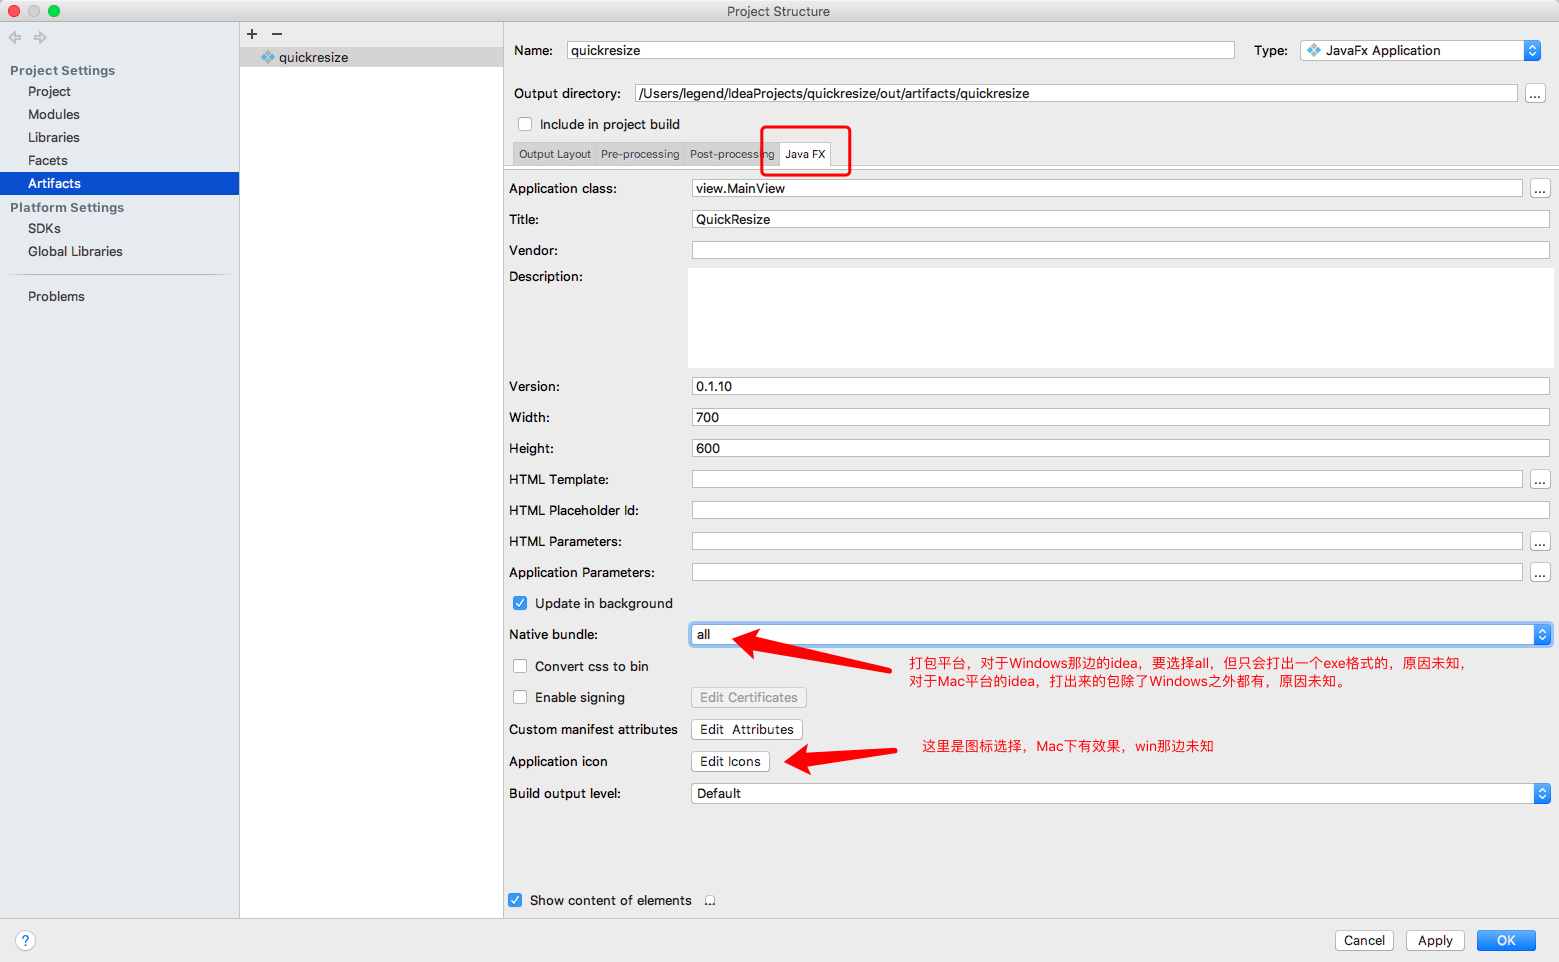 Project Structure
Project Settings
Project
Modules
Libraries
Facets
Artifacts
Platform Settings
SDKs
Global Libraries
Problems
quickresize
Name: quickresize Type: JavaFx Application
Output directory: /Users/legend/IdeaProjects/quickresize/out/artifacts/quickresize ...
Include in project build
Output Layout Pre-processing Post-processing Java FX
Application class: view.MainView ...
Title: QuickResize
Vendor:
Description:
Version: 0.1.10
Width: 700
Height: 600
HTML Template: ...
HTML Placeholder Id:
HTML Parameters: ...
Application Parameters: ...
Update in background
Native bundle: all
打包平台，对于Windows那边的idea，要选择all，但只会打出一个exe格式的，原因未知，
对于Mac平台的idea，打出来的包除了Windows之外都有，原因未知。
Convert css to bin
Enable signing Edit Certificates
Custom manifest attributes Edit Attributes
Application icon Edit Icons
这里是图标选择，Mac下有效果，win那边未知
Build output level: Default
Show content of elements ...
? Cancel Apply OK